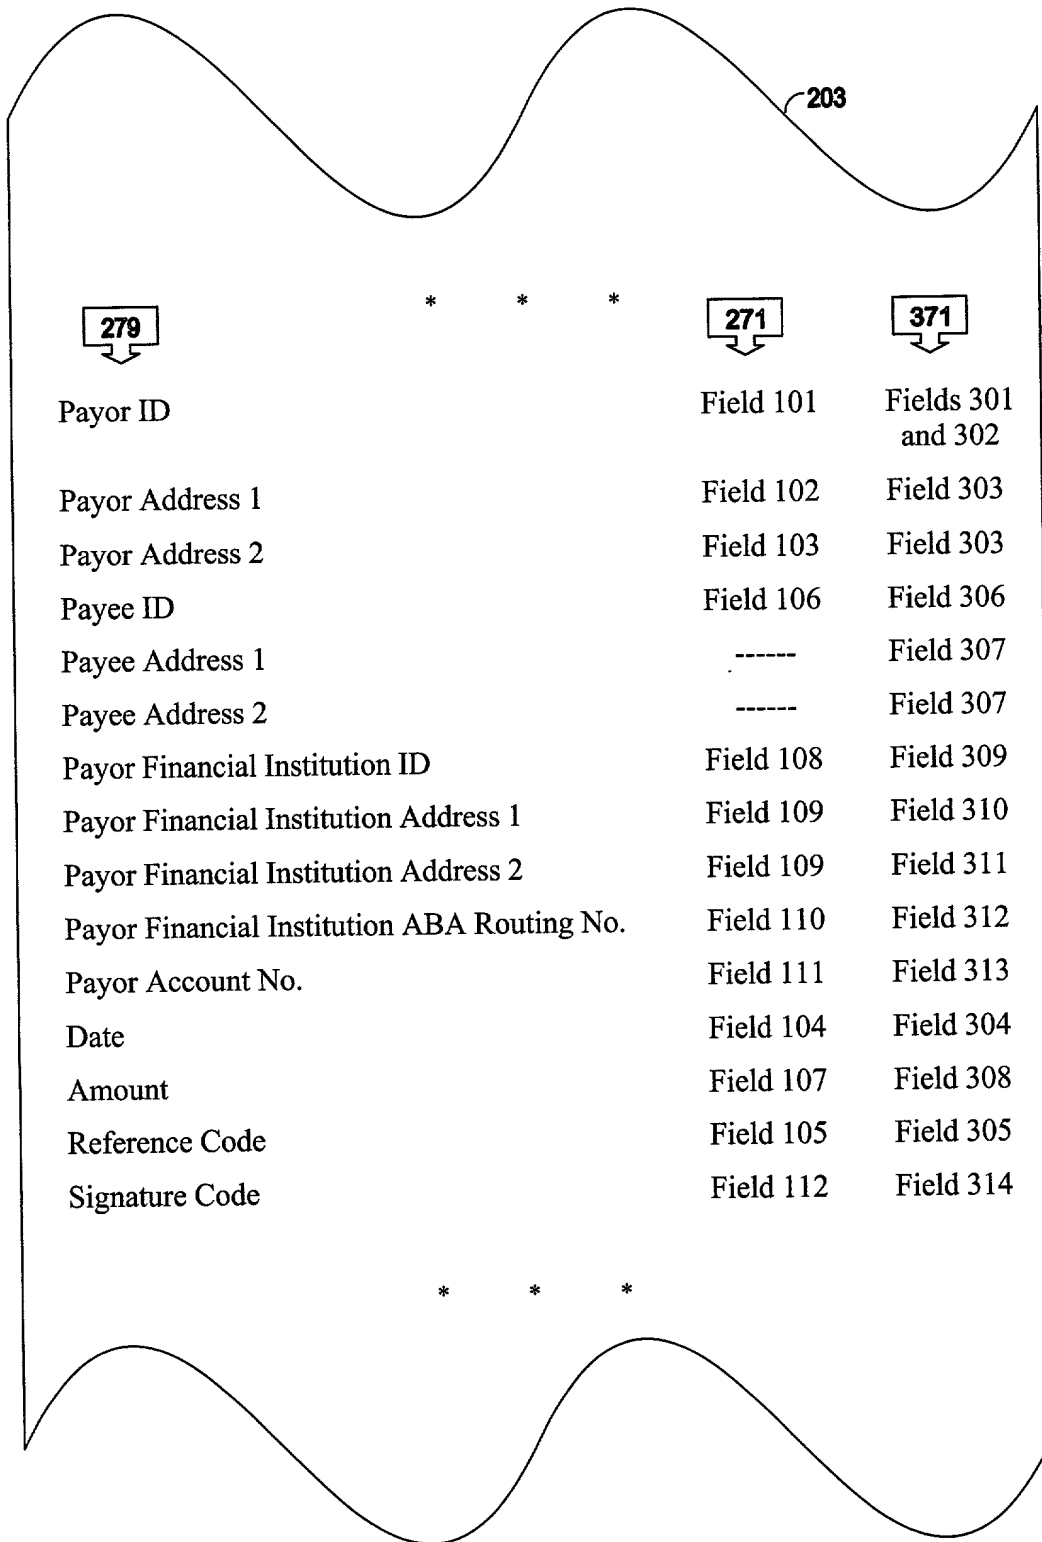 203
* * *
279 271 371
Payor ID Field 101 Fields 301 and 302
Payor Address 1 Field 102 Field 303
Payor Address 2 Field 103 Field 303
Payee ID Field 106 Field 306
Payee Address 1 ------ Field 307
Payee Address 2 ------ Field 307
Payor Financial Institution ID Field 108 Field 309
Payor Financial Institution Address 1 Field 109 Field 310
Payor Financial Institution Address 2 Field 109 Field 311
Payor Financial Institution ABA Routing No. Field 110 Field 312
Payor Account No. Field 111 Field 313
Date Field 104 Field 304
Amount Field 107 Field 308
Reference Code Field 105 Field 305
Signature Code Field 112 Field 314
* * *